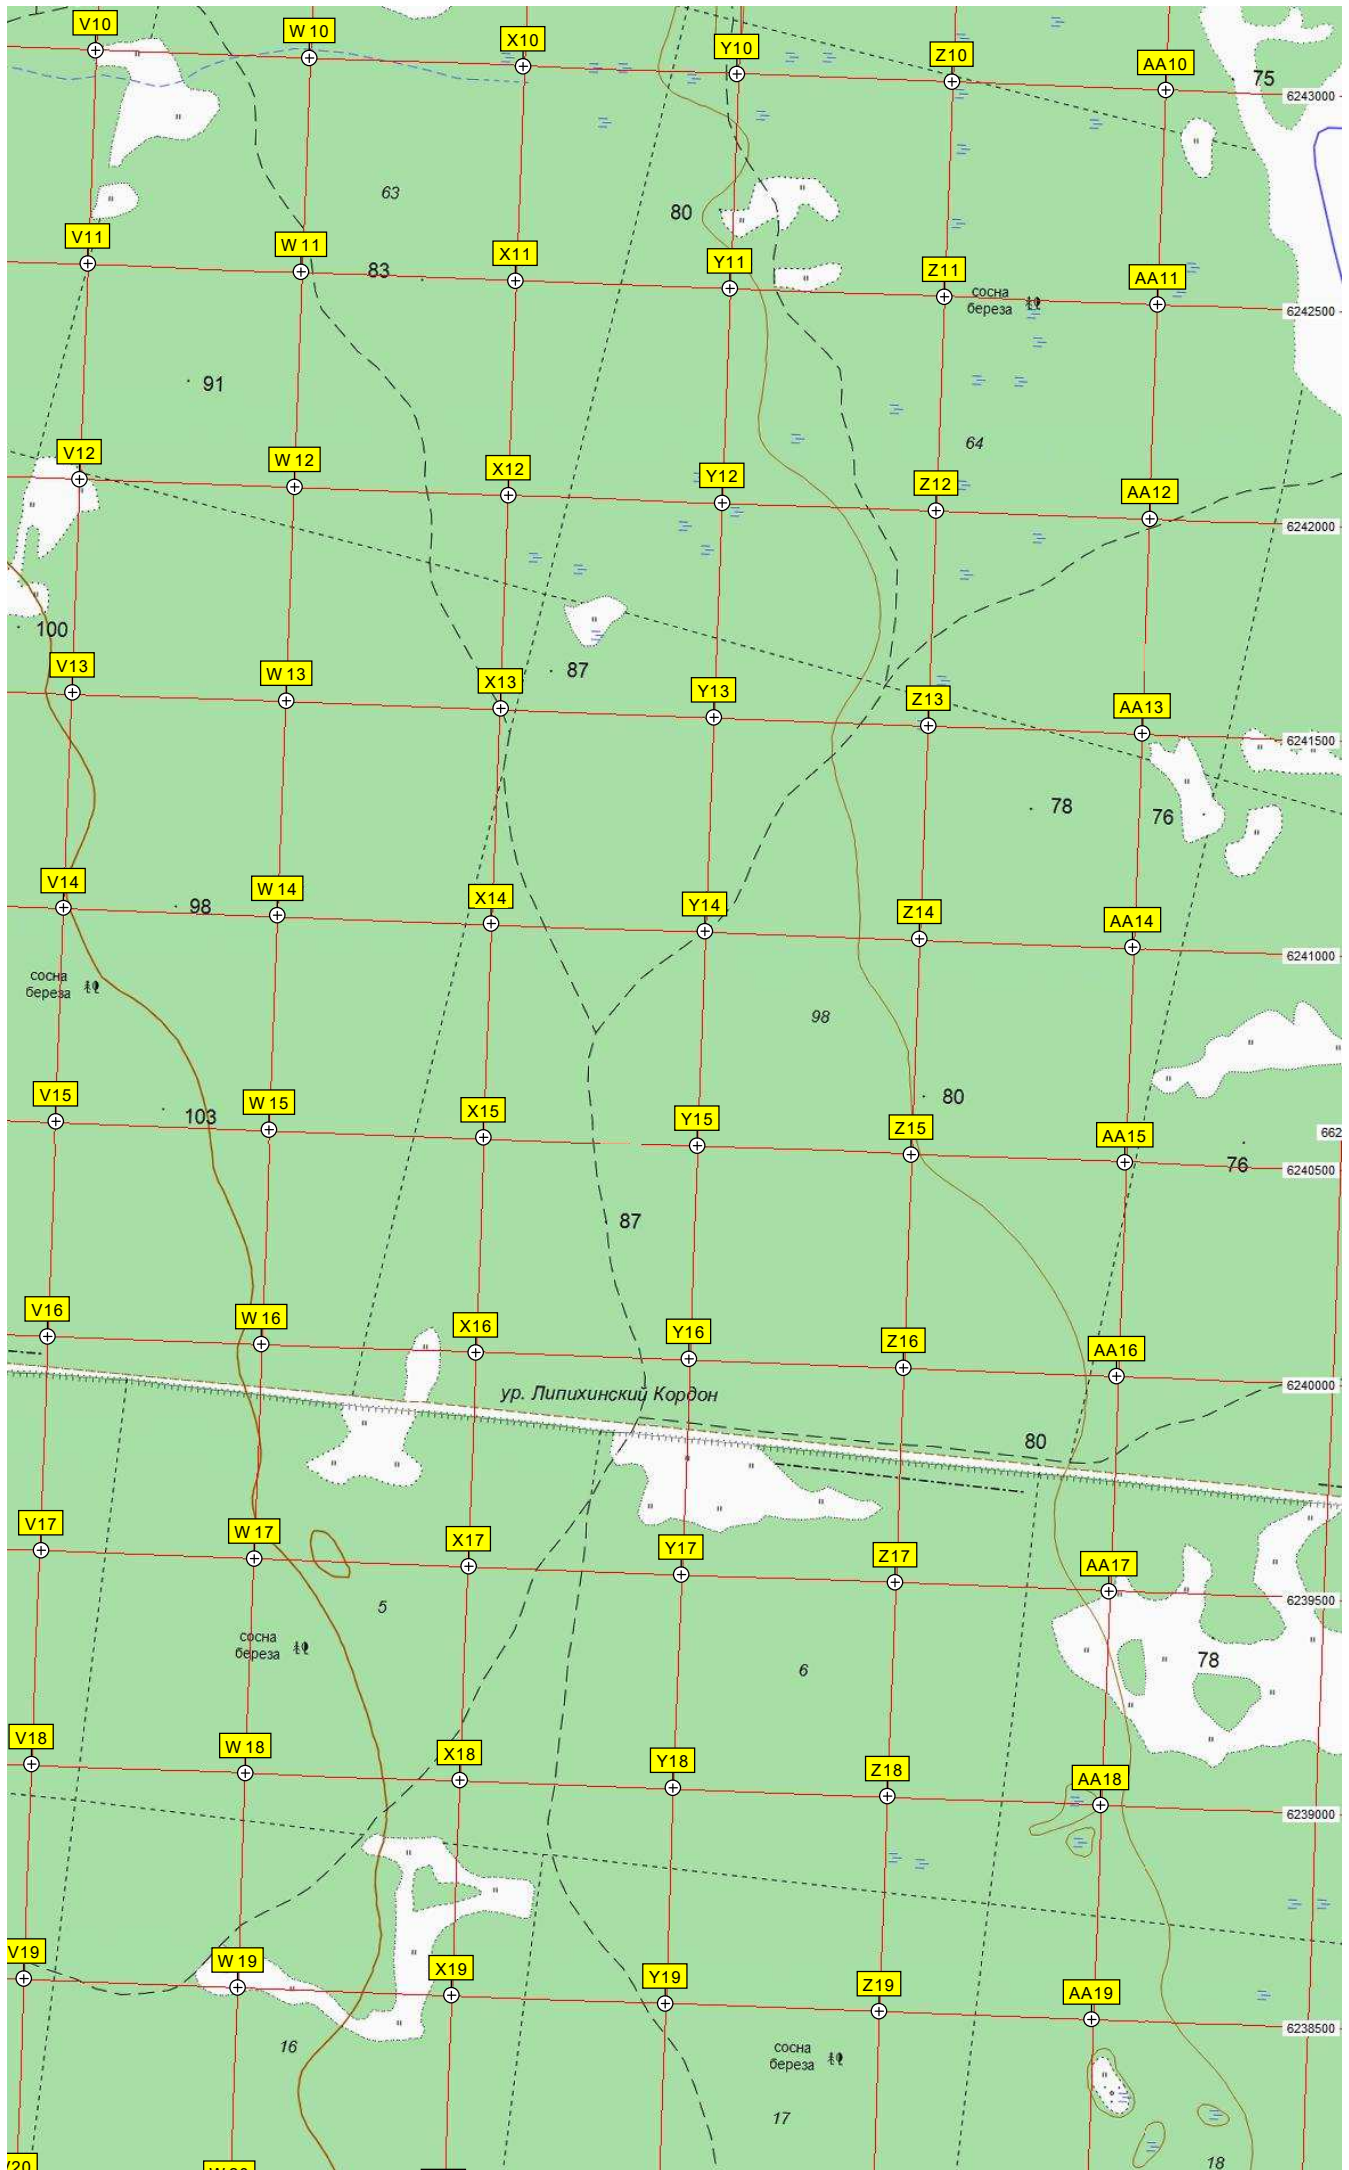 V10
W 10
X10
Y10
Z10
AA10
75
6243000
63
80
V11
W 11
83
X11
Y11
Z11
AA11
сосна
береза
6242500
91
64
V12
W 12
X12
Y12
Z12
AA12
6242000
100
87
V13
W 13
X13
Y13
Z13
AA13
6241500
78
76
V14
98
W 14
X14
Y14
Z14
AA14
6241000
сосна
береза
98
80
V15
103
W 15
X15
Y15
Z15
AA15
662
76
6240500
87
V16
W 16
X16
Y16
Z16
AA16
6240000
ур. Липихинский Кордон
80
V17
W 17
X17
Y17
Z17
AA17
6239500
5
сосна
береза
6
78
V18
W 18
X18
Y18
Z18
AA18
6239000
V19
W 19
X19
Y19
Z19
AA19
6238500
16
сосна
береза
17
18